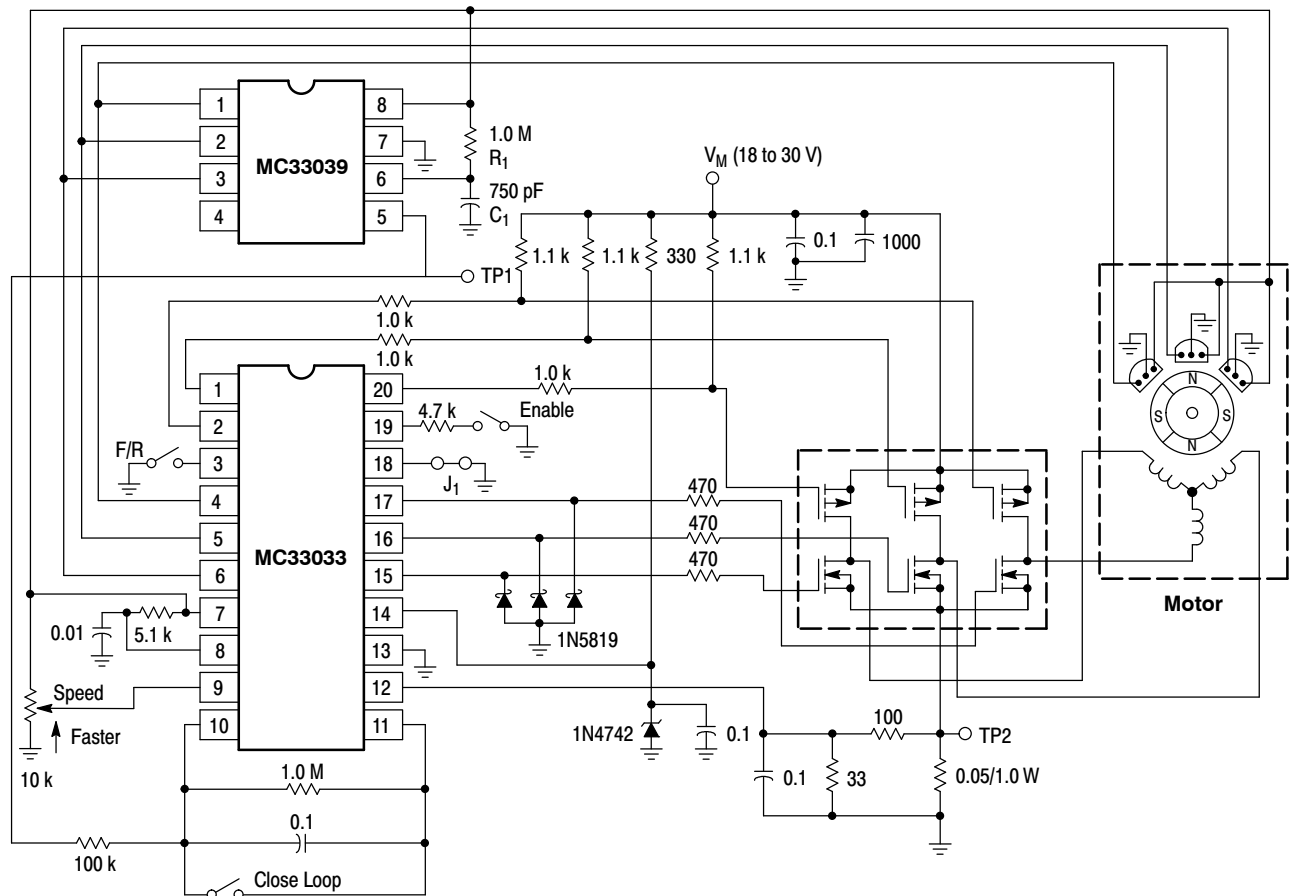 1
8
1.0 M
R1
2
7
MC33039
VM (18 to 30 V)
3
6
750 pF
C1
4
5
0.1
1000
1.1 k
1.1 k
330
1.1 k
TP1
1.0 k
1.0 k
1
20
1.0 k
N
4.7 k
Enable
2
19
S
S
F/R
3
18
J1
N
4
17
470
5
16
470
MC33033
6
15
470
7
14
Motor
0.01
5.1 k
1N5819
8
13
Speed
9
12
100
TP2
Faster
10
11
1N4742
0.1
10 k
1.0 M
0.1
33
0.05/1.0 W
0.1
100 k
Close Loop